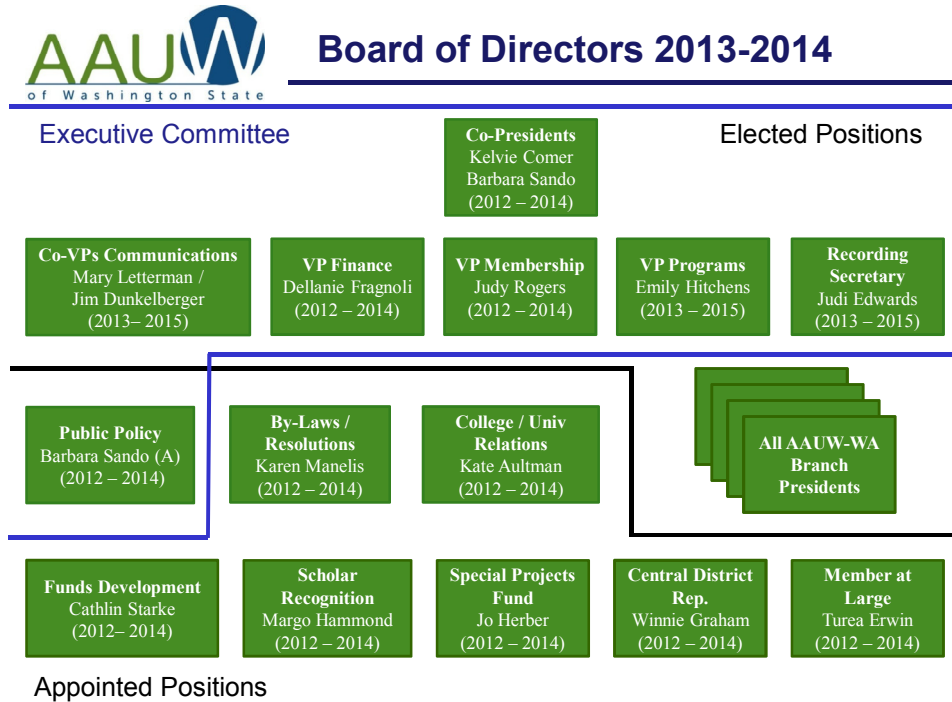 AAUW
of Washington State
Board of Directors 2013-2014
Executive Committee
Elected Positions
Co-Presidents
Kelvie Comer
Barbara Sando
(2012 – 2014)
Co-VPs Communications
Mary Letterman /
Jim Dunkelberger
(2013– 2015)
VP Finance
Dellanie Fragnoli
(2012 – 2014)
VP Membership
Judy Rogers
(2012 – 2014)
VP Programs
Emily Hitchens
(2013 – 2015)
Recording
Secretary
Judi Edwards
(2013 – 2015)
Public Policy
Barbara Sando (A)
(2012 – 2014)
By-Laws /
Resolutions
Karen Manelis
(2012 – 2014)
College / Univ
Relations
Kate Aultman
(2012 – 2014)
All AAUW-WA
Branch
Presidents
Funds Development
Cathlin Starke
(2012– 2014)
Scholar
Recognition
Margo Hammond
(2012 – 2014)
Special Projects
Fund
Jo Herber
(2012 – 2014)
Central District
Rep.
Winnie Graham
(2012 – 2014)
Member at
Large
Turea Erwin
(2012 – 2014)
Appointed Positions